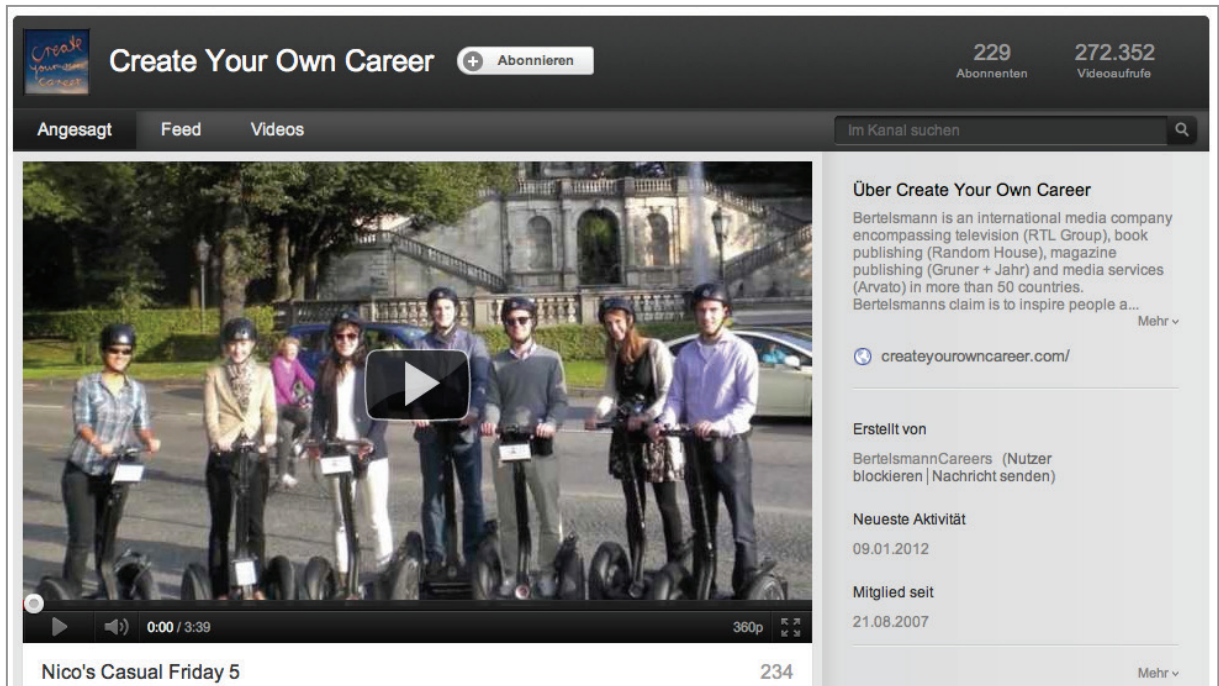 Create
your own
career
Create Your Own Career
Abonnieren
229
Abonnenten
272.352
Videoaufrufe
Angesagt
Feed
Videos
Im Kanal suchen
Über Create Your Own Career
Bertelsmann is an international media company
encompassing television (RTL Group), book
publishing (Random House), magazine
publishing (Gruner + Jahr) and media services
(Arvato) in more than 50 countries.
Bertelsmanns claim is to inspire people a...
Mehr
createyourowncareer.com/
Erstellt von
BertelsmannCareers (Nutzer
blockieren | Nachricht senden)
Neueste Aktivität
09.01.2012
Mitglied seit
21.08.2007
Mehr
0:00 / 3:39
360p
Nico's Casual Friday 5
234